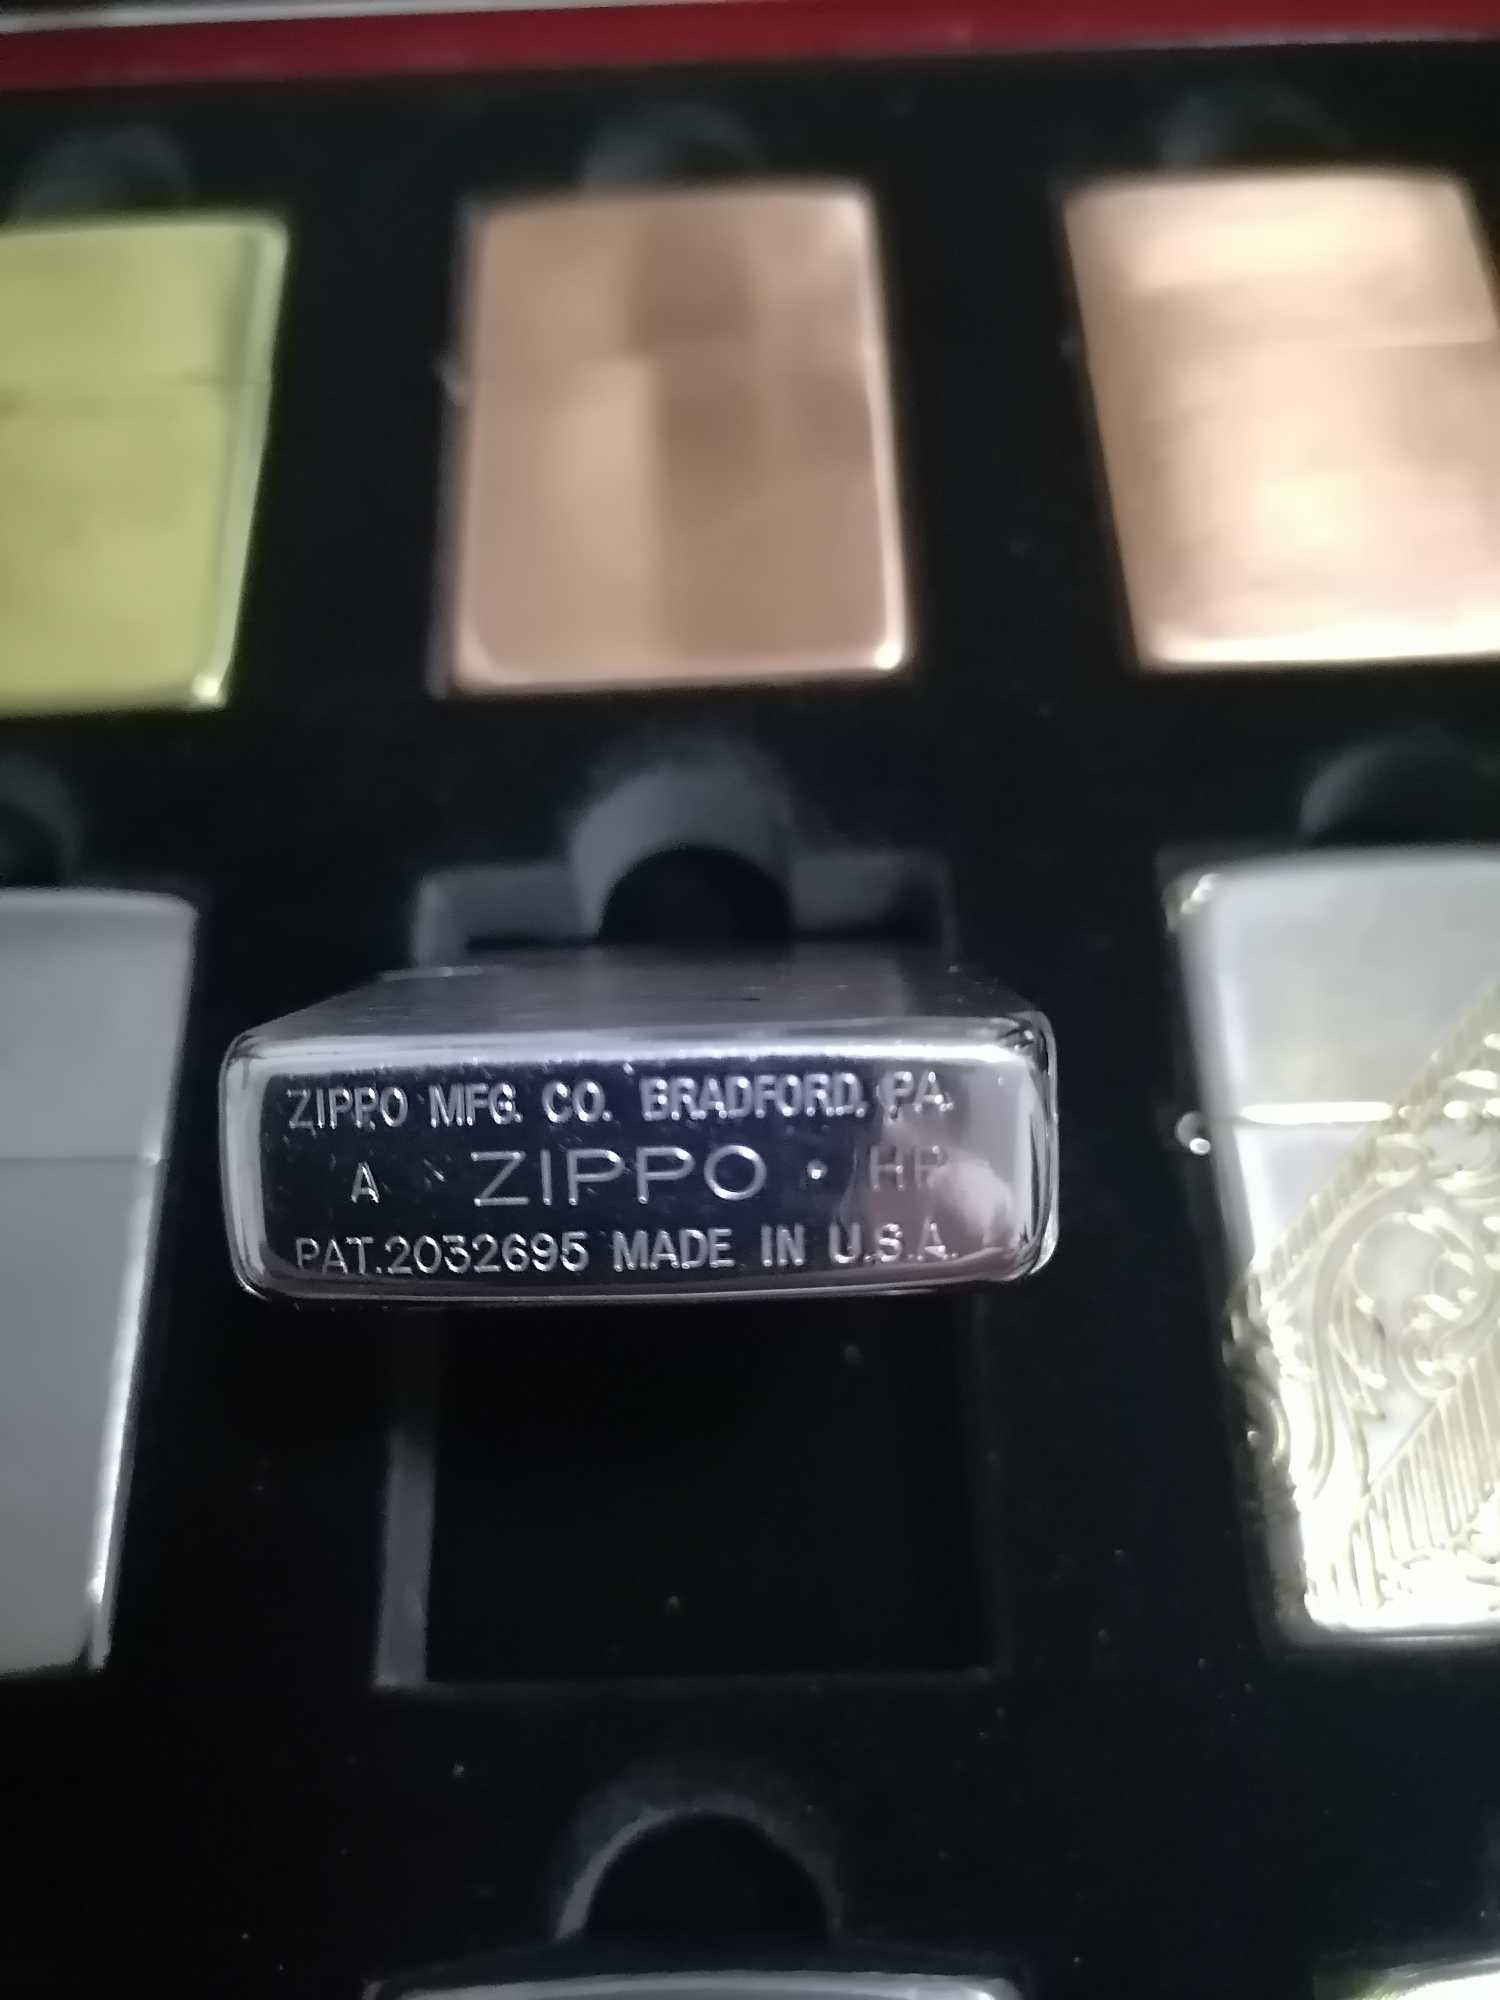 ZIPPO MFG. CO. BRADFORD, PA.
A ZIPPO · HP
PAT.2032695 MADE IN U.S.A.